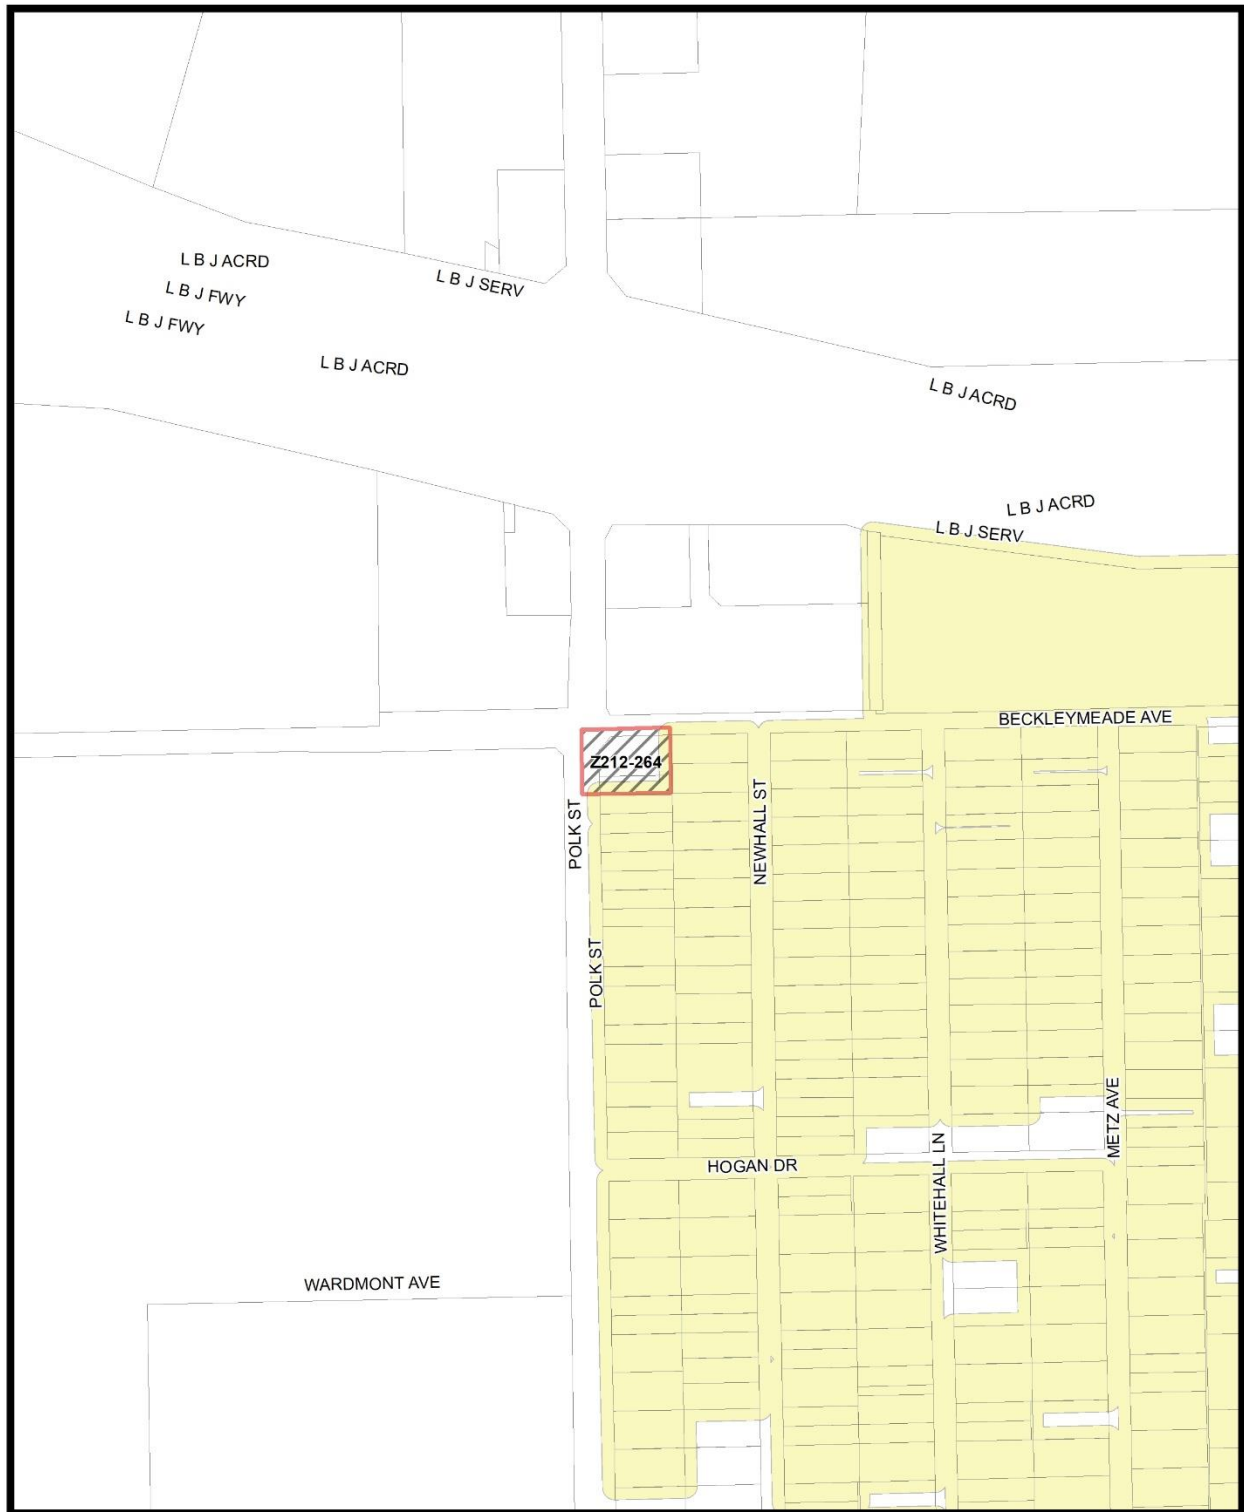 L B J ACRD
L B J SERV
L B J FWY
L B J FWY
L B J ACRD
L B J ACRD
L B J ACRD
L B J SERV
BECKLEYMEADE AVE
Z212-264
POLK ST
NEWHALL ST
POLK ST
METZ AVE
HOGAN DR
WHITEHALL LN
WARDMONT AVE